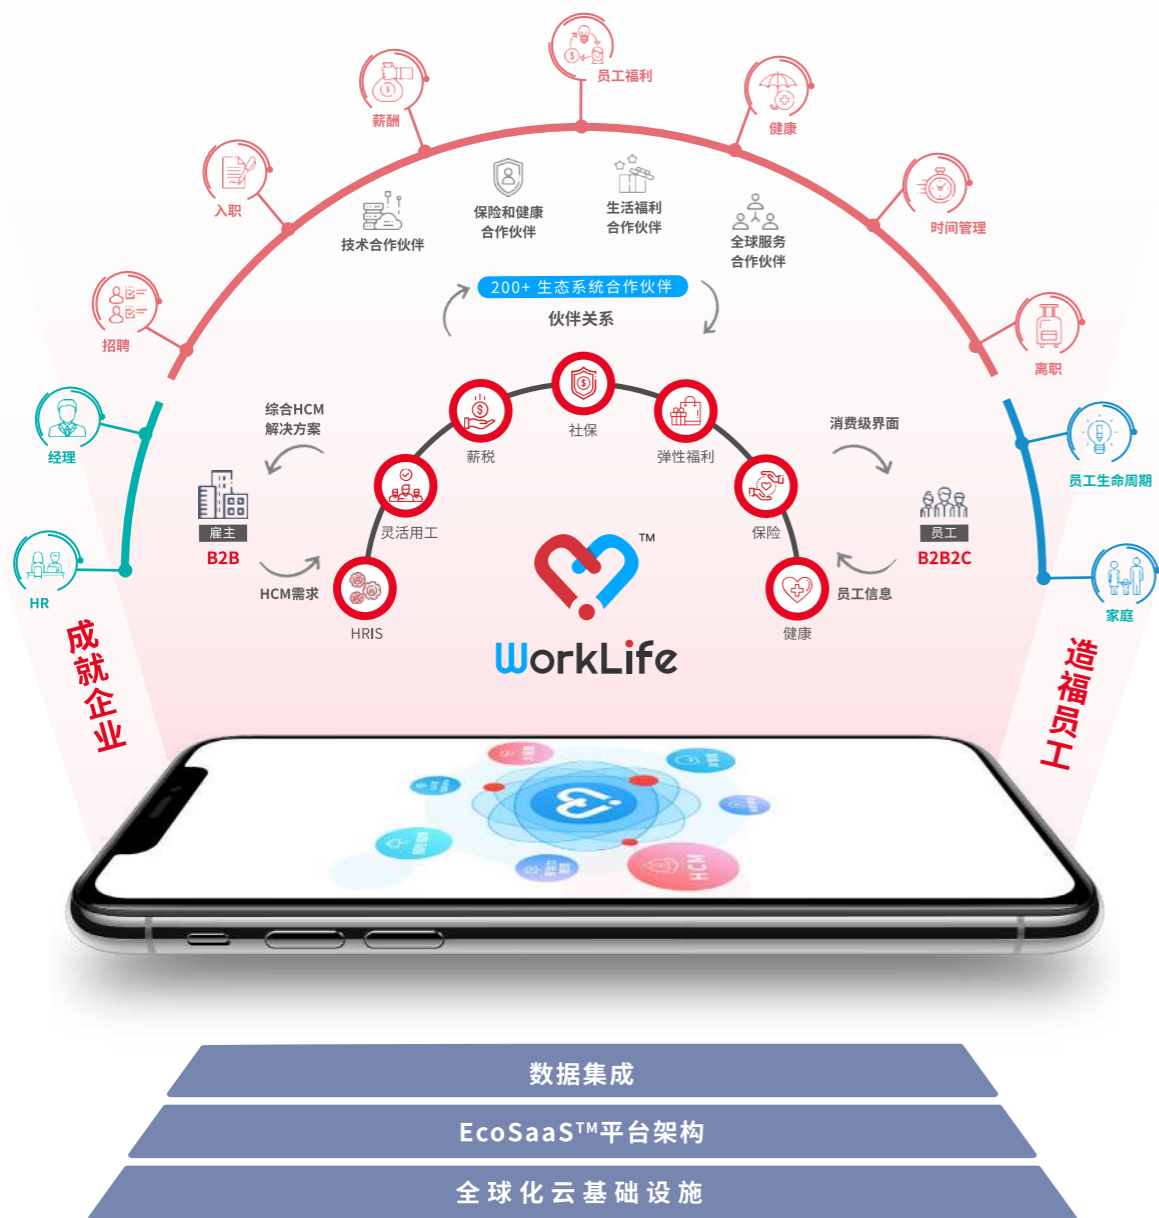 员工福利
薪酬
健康
入职
时间管理
招聘
离职
经理
员工生命周期
HR
家庭
技术合作伙伴
保险和健康
合作伙伴
生活福利
合作伙伴
全球服务
合作伙伴
200+ 生态系统合作伙伴
伙伴关系
综合HCM
解决方案
雇主
B2B
HCM需求
消费级界面
员工
B2B2C
员工信息
HRIS
灵活用工
薪税
社保
弹性福利
保险
健康
TM
WorkLife
成就企业
造福员工
HCM
数据集成
EcoSaaS™平台架构
全球化云基础设施